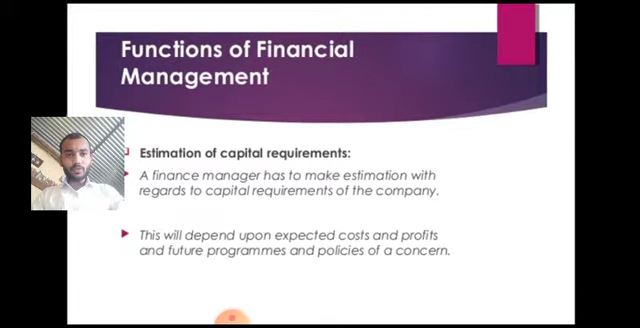 Functions of Financial
Management
Estimation of capital requirements:
A finance manager has to make estimation with
regards to capital requirements of the company.
This will depend upon expected costs and profits
and future programmes and policies of a concern.